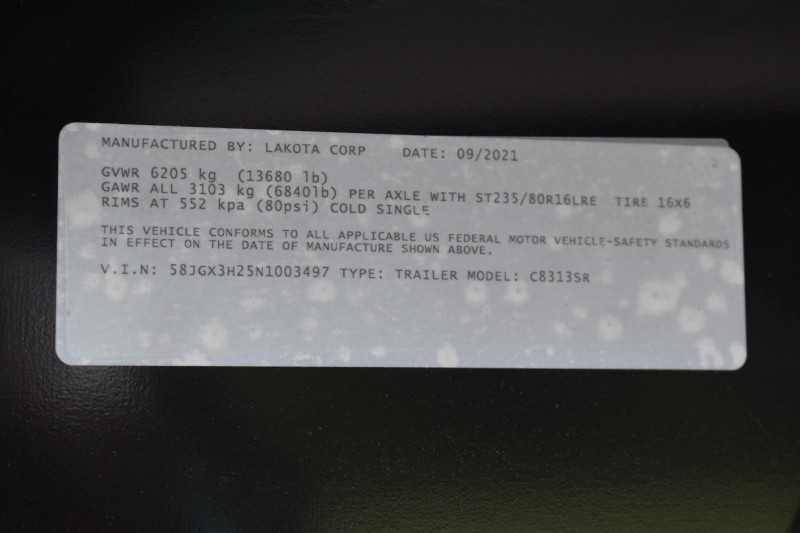 MANUFACTURED BY: LAKOTA CORP DATE: 09/2021
GVWR 6205 kg (13680 lb)
GAWR ALL 3103 kg (6840lb) PER AXLE WITH ST235/80R16LRE TIRE 16x6
RIMS AT 552 kpa (80psi) COLD SINGLE
THIS VEHICLE CONFORMS TO ALL APPLICABLE US FEDERAL MOTOR VEHICLE-SAFETY STANDARDS
IN EFFECT ON THE DATE OF MANUFACTURE SHOWN ABOVE.
V.I.N: 58JGX3H25N1003497 TYPE: TRAILER MODEL: C8313SR